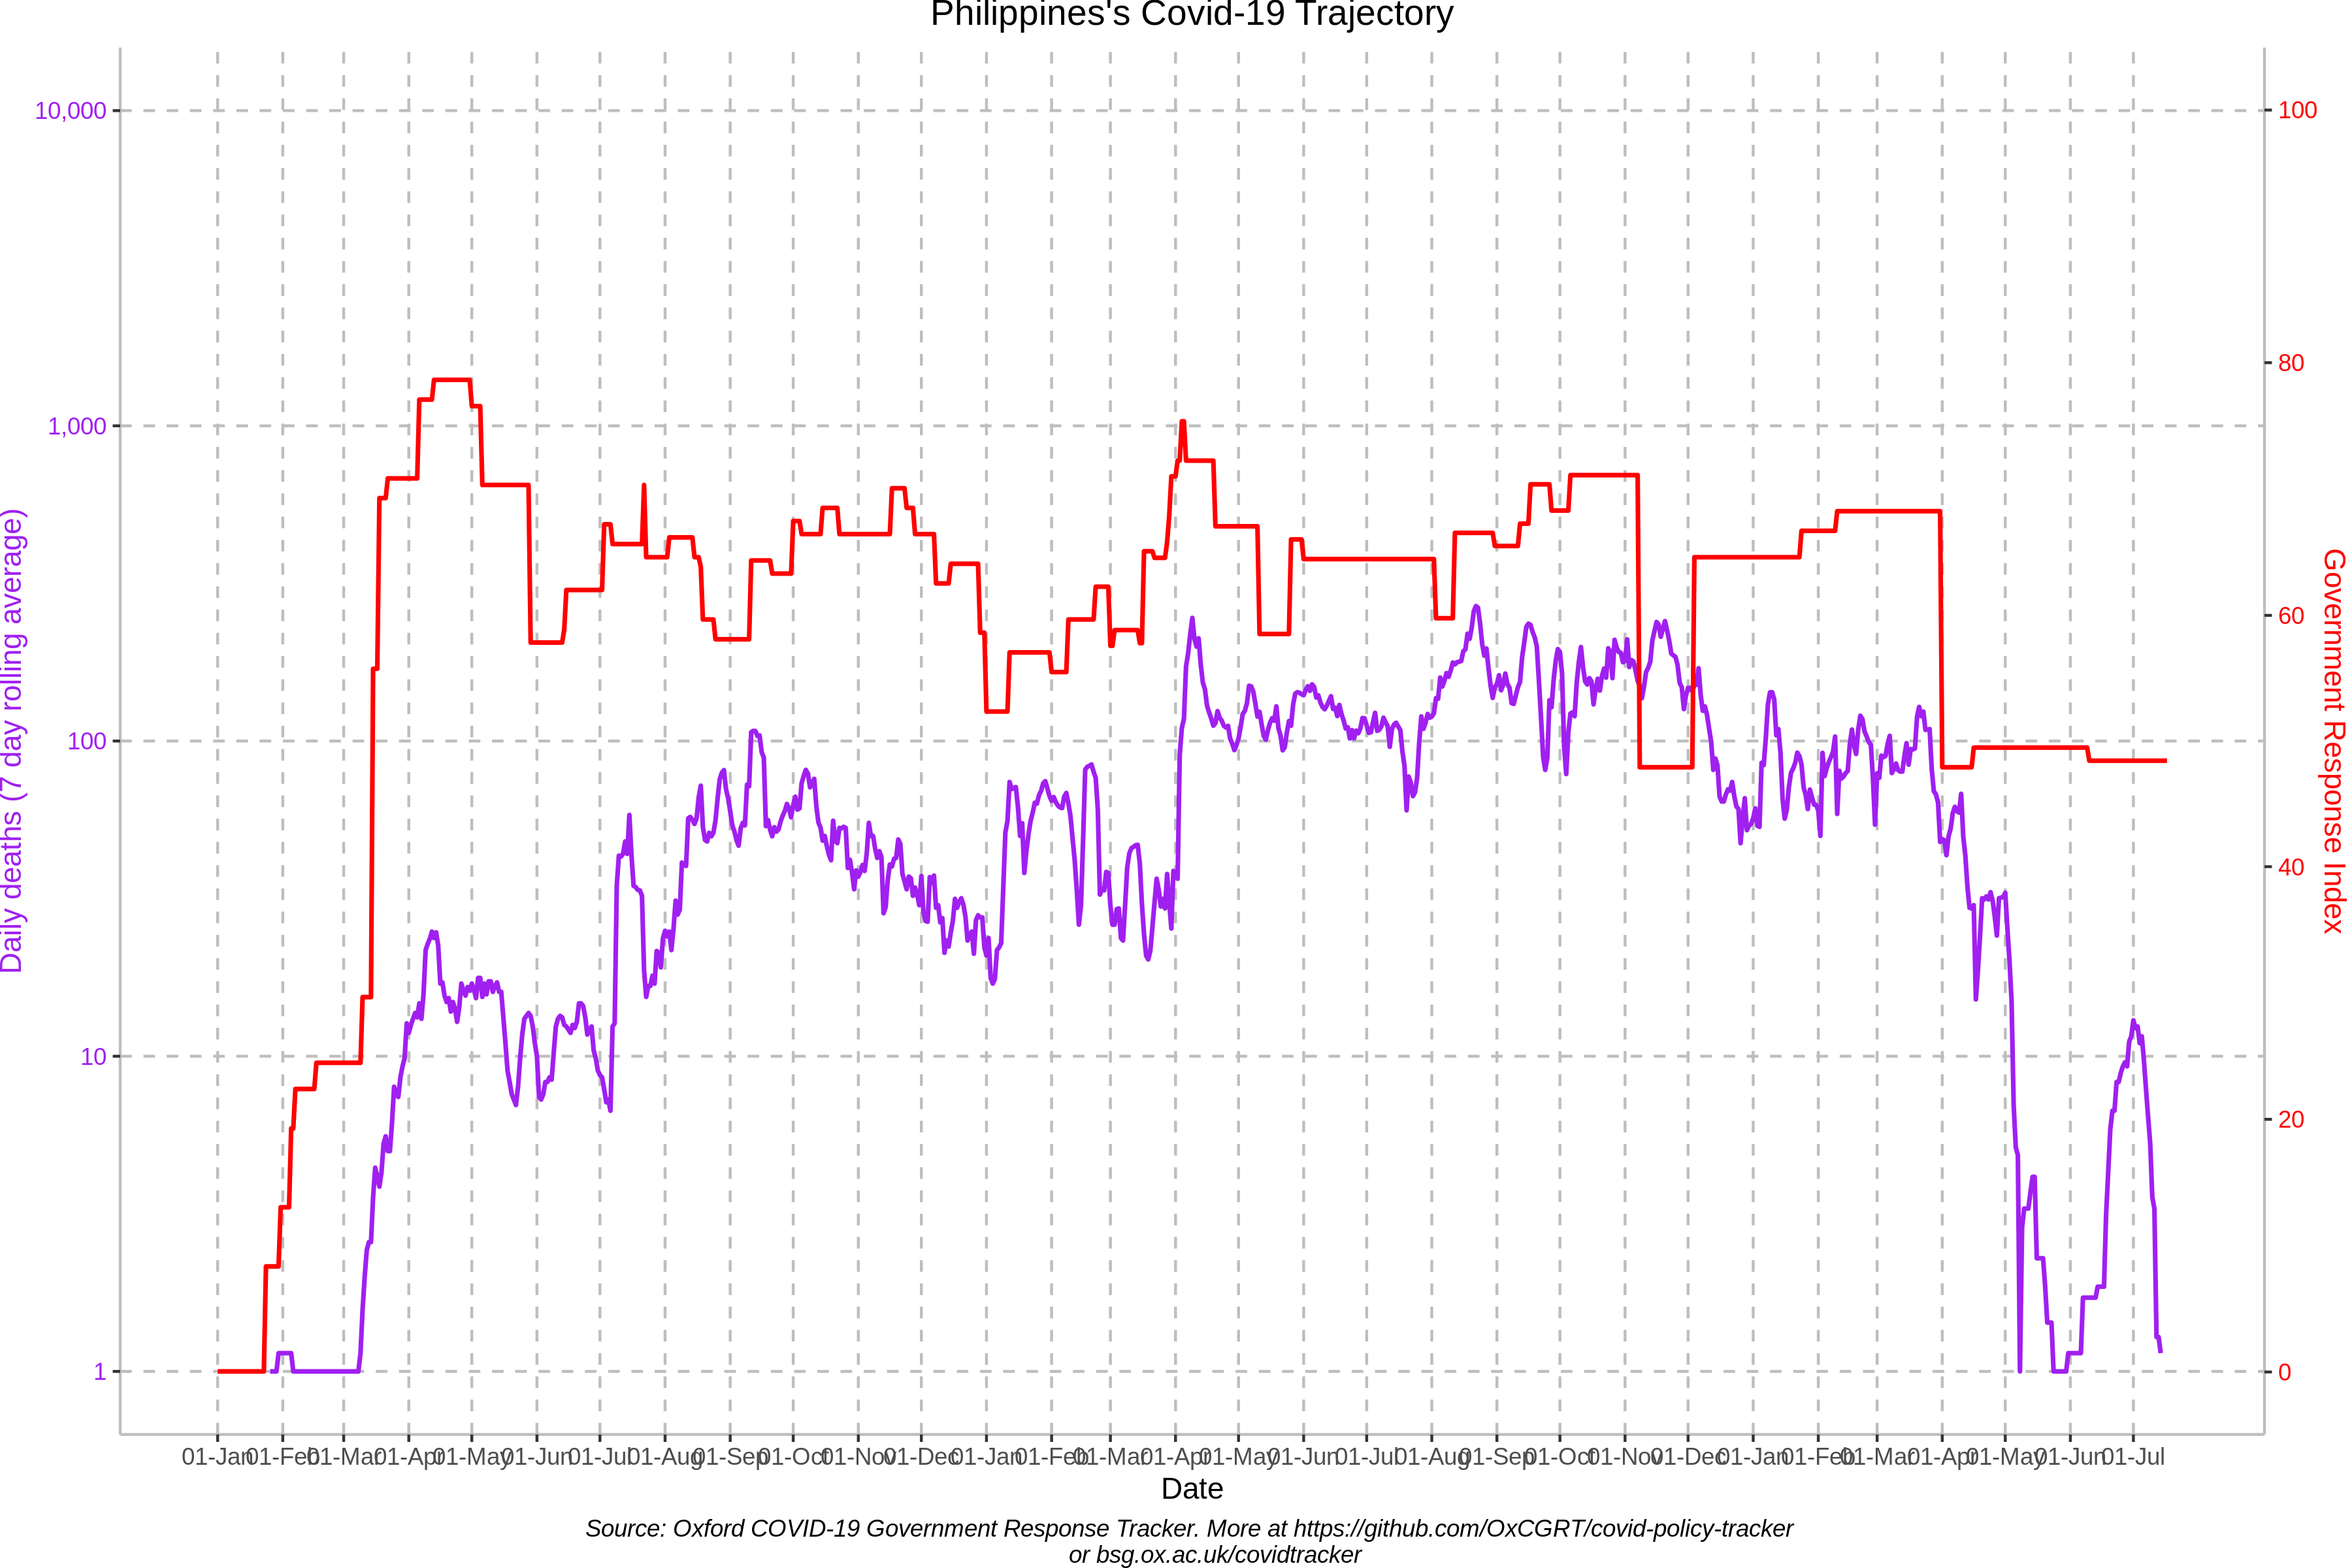 Philippines's Covid-19 Trajectory
10,000
1,000
100
10
1
Daily deaths (7 day rolling average)
100
80
60
40
20
0
Government Response Index
01-Jan
01-Feb
01-Mar
01-Apr
01-May
01-Jun
01-Jul
01-Aug
01-Sep
01-Oct
01-Nov
01-Dec
01-Jan
01-Feb
01-Mar
01-Apr
01-May
01-Jun
01-Jul
01-Aug
01-Sep
01-Oct
01-Nov
01-Dec
01-Jan
01-Feb
01-Mar
01-Apr
01-May
01-Jun
01-Jul
Date
Source: Oxford COVID-19 Government Response Tracker. More at https://github.com/OxCGRT/covid-policy-tracker
or bsg.ox.ac.uk/covidtracker